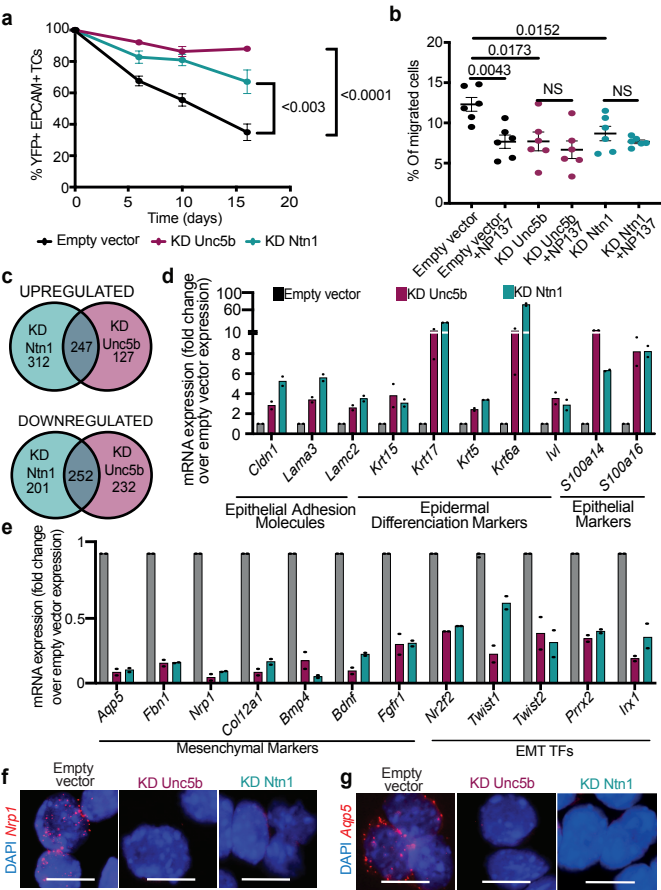 a
% YFP+ EPCAM+ TCs
100
80
60
40
20
0
0 5 10 15 20
Time (days)
<0.003
<0.0001
Empty vector KD Unc5b KD Ntn1
b
% Of migrated cells
20
15
10
5
0
0.0152
0.0173
0.0043
NS
NS
Empty vector
Empty vector
+NP137
KD Unc5b
KD Unc5b
+NP137
KD Ntn1
KD Ntn1
+NP137
c
UPREGULATED
KD
Ntn1
312
247
KD
Unc5b
127
DOWNREGULATED
KD
Ntn1
201
252
KD
Unc5b
232
d
mRNA expression (fold change
over empty vector expression)
100
60
10
8
6
4
2
0
Empty vector KD Unc5b KD Ntn1
Cldn1 Lama3 Lamc2 Krt15 Krt17 Krt5 Krt6a Ivl S100a14 S100a16
Epithelial Adhesion
Molecules
Epidermal
Differenciation Markers
Epithelial
Markers
e
mRNA expression (fold change
over empty vector expression)
1
0.5
0
Aqp5 Fbn1 Nrp1 Col12a1 Bmp4 Bdnf Fgfr1 Nr2f2 Twist1 Twist2 Prrx2 Irx1
Mesenchymal Markers
EMT TFs
f
DAPI Nrp1
Empty
vector
KD Unc5b
KD Ntn1
g
DAPI Aqp5
Empty
vector
KD Unc5b
KD Ntn1